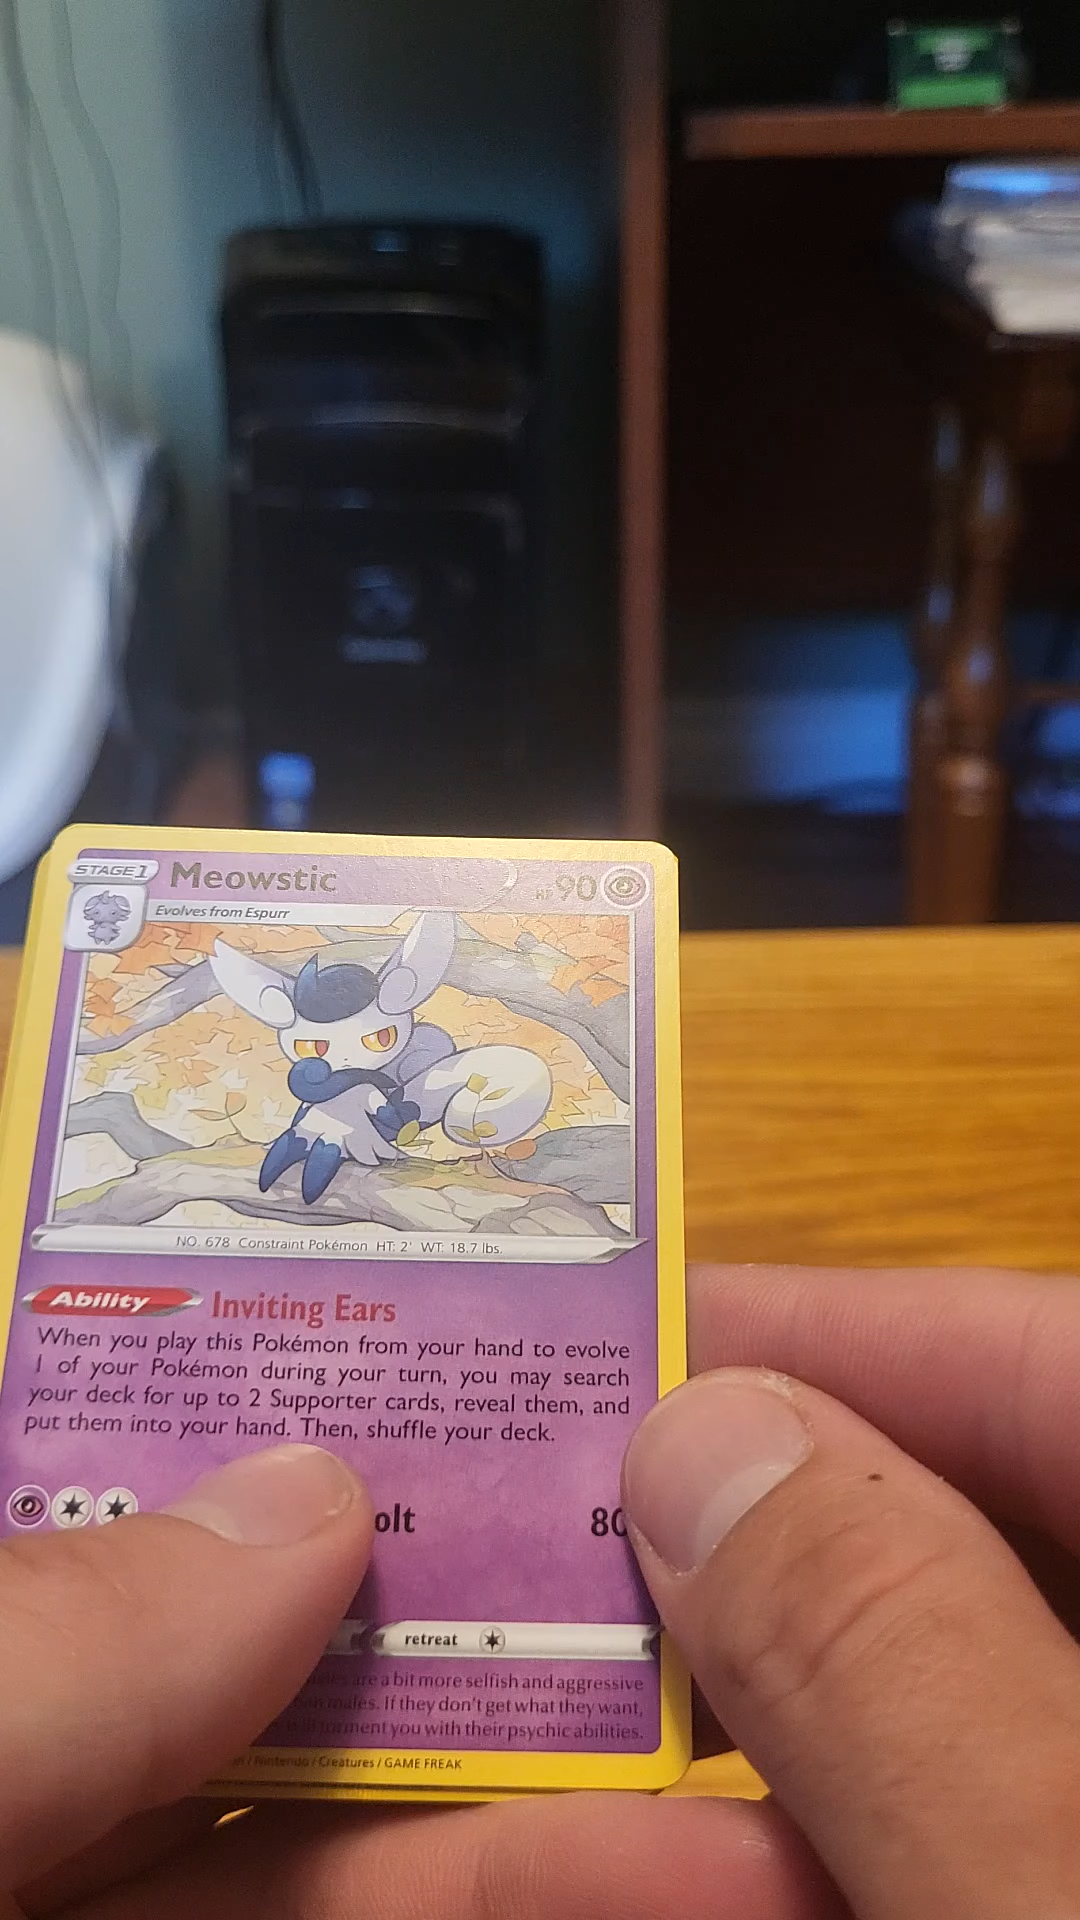 STAGE 1 Meowstic HP 90
Evolves from Espurr
NO. 678 Constraint Pokémon HT: 2' WT: 18.7 lbs.
Ability Inviting Ears
When you play this Pokémon from your hand to evolve
1 of your Pokémon during your turn, you may search
your deck for up to 2 Supporter cards, reveal them, and
put them into your hand. Then, shuffle your deck.
olt 80
retreat
are a bit more selfish and aggressive
males. If they don't get what they want,
torment you with their psychic abilities.
/ Nintendo / Creatures / GAME FREAK